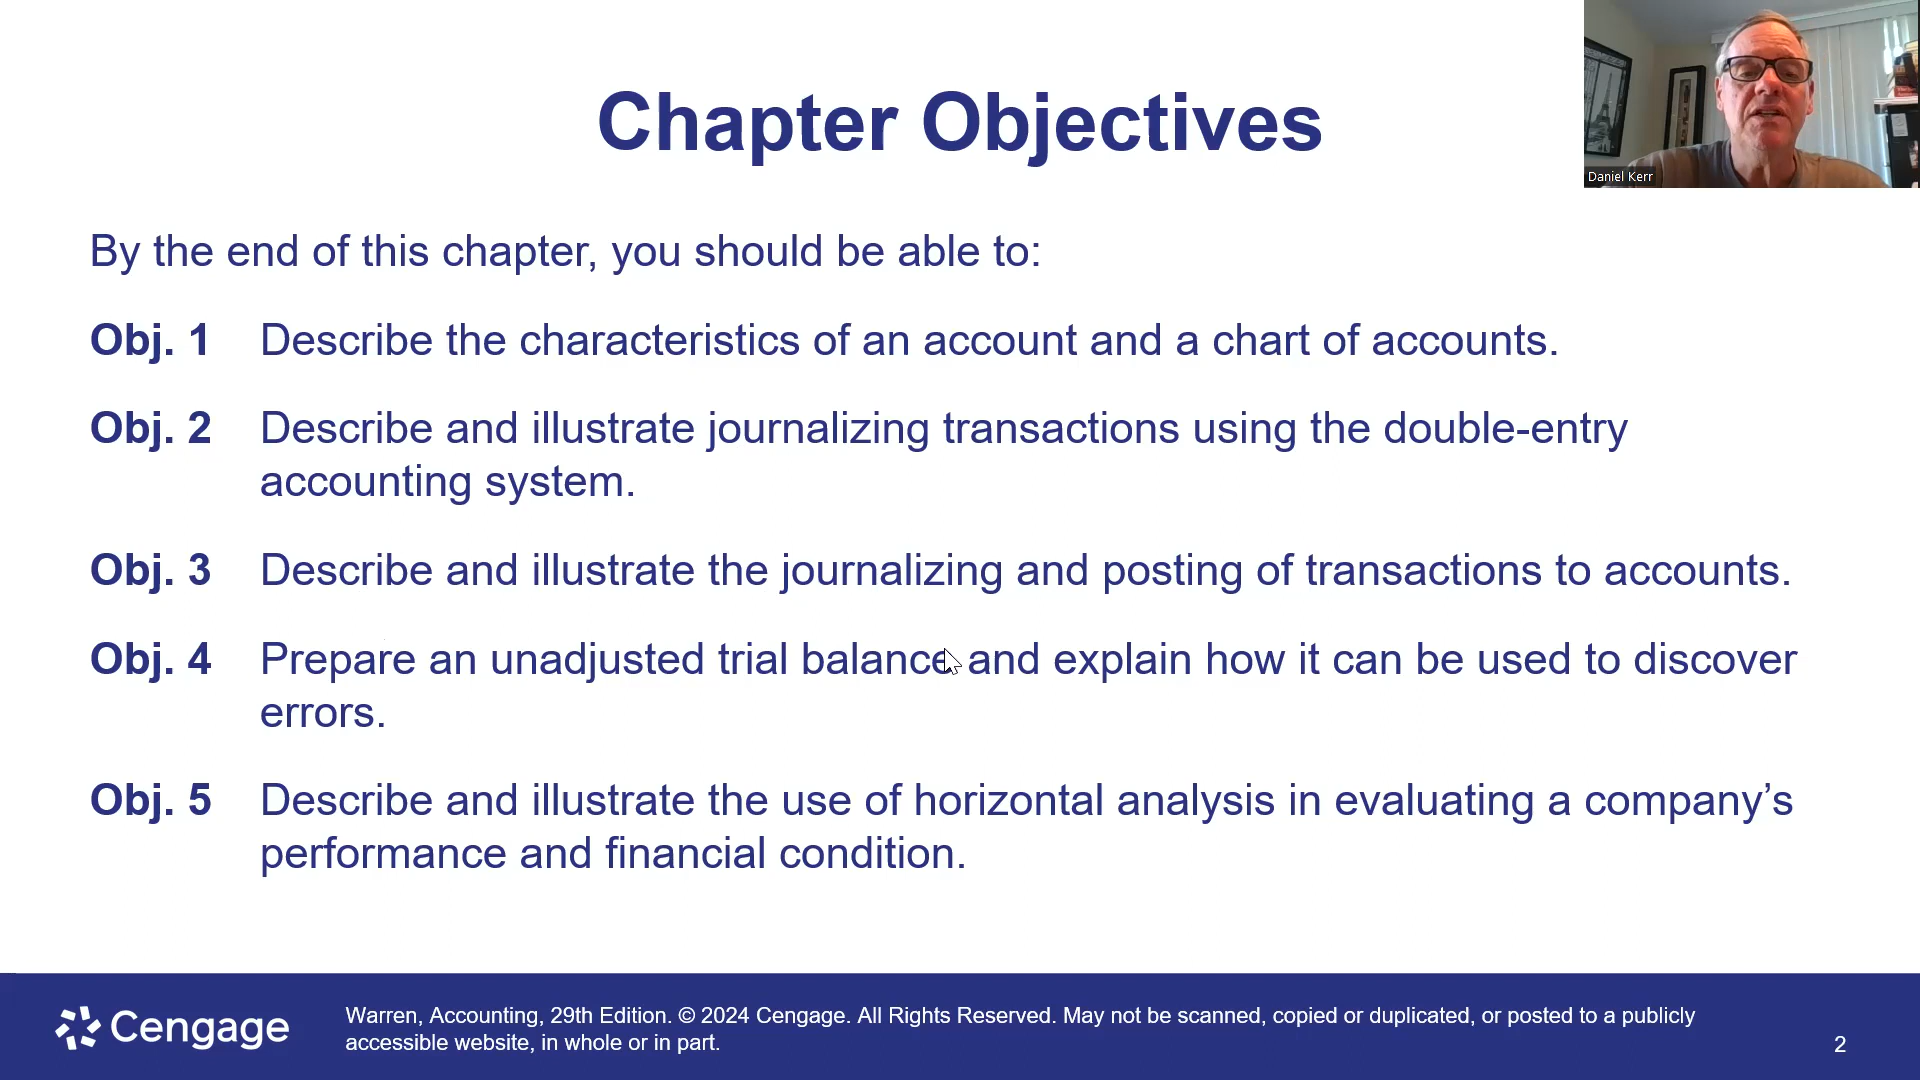 Chapter Objectives
Daniel Kerr
By the end of this chapter, you should be able to:
Obj. 1 Describe the characteristics of an account and a chart of accounts.
Obj. 2 Describe and illustrate journalizing transactions using the double-entry
accounting system.
Obj. 3 Describe and illustrate the journalizing and posting of transactions to accounts.
Obj. 4 Prepare an unadjusted trial balance and explain how it can be used to discover
errors.
Obj. 5 Describe and illustrate the use of horizontal analysis in evaluating a company’s
performance and financial condition.
Cengage
Warren, Accounting, 29th Edition. © 2024 Cengage. All Rights Reserved. May not be scanned, copied or duplicated, or posted to a publicly
accessible website, in whole or in part.
2